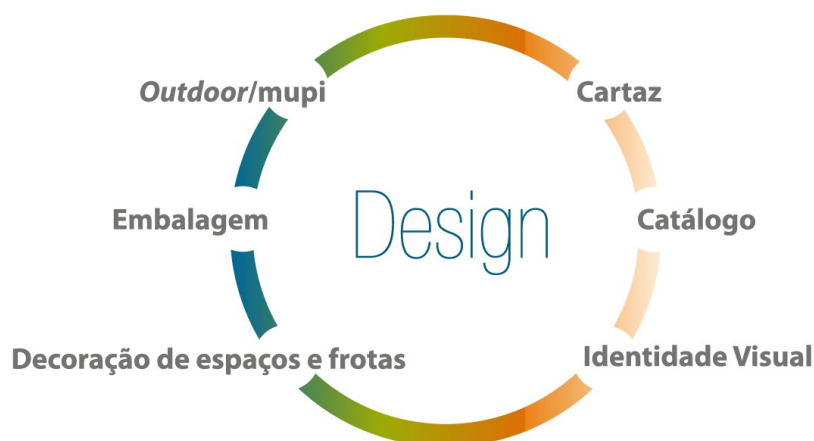 Outdoor/mupi
Cartaz
Embalagem
Design
Catálogo
Decoração de espaços e frotas
Identidade Visual